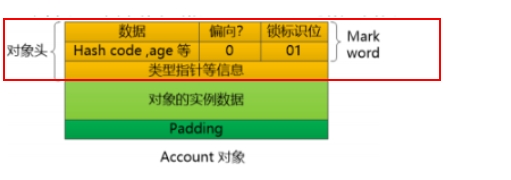 数据 偏向? 锁标识位
对象头 Hash code ,age 等 0 01 Mark word
类型指针等信息
对象的实例数据
Padding
Account 对象